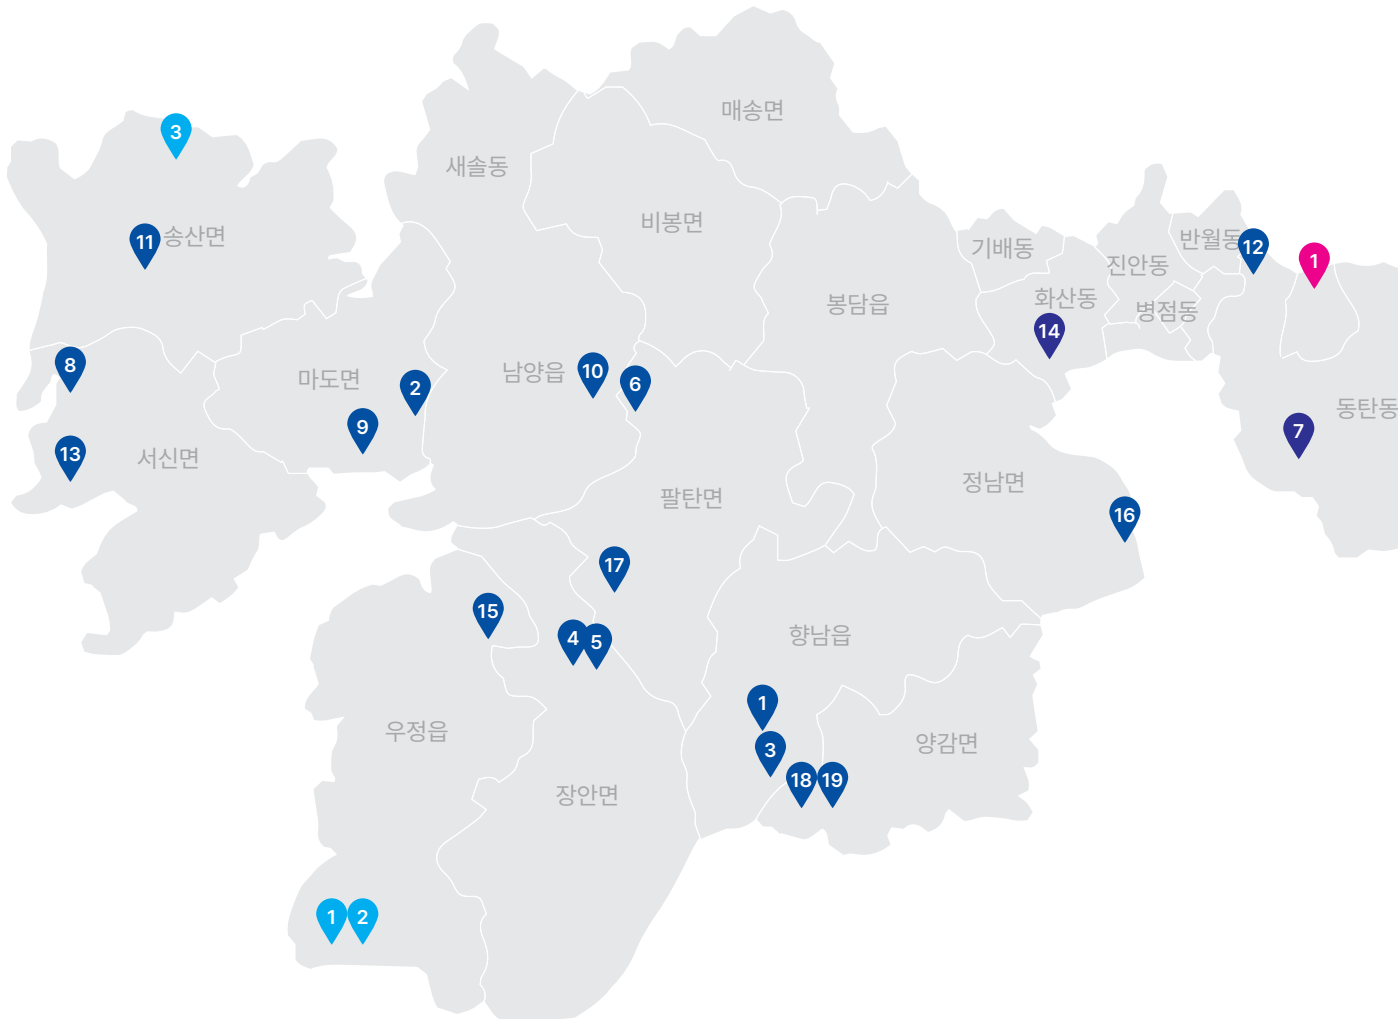 매송면
3
새솔동
비봉면
11 송산면
반월동 12
기배동
진안동
1
화산동
봉담읍
병점동
14
8
남양읍 10
6
마도면
2
동탄동
9
7
13
서신면
정남면
팔탄면
16
17
15
4 5
향남읍
1
우정읍
양감면
3
18 19
장안면
1 2